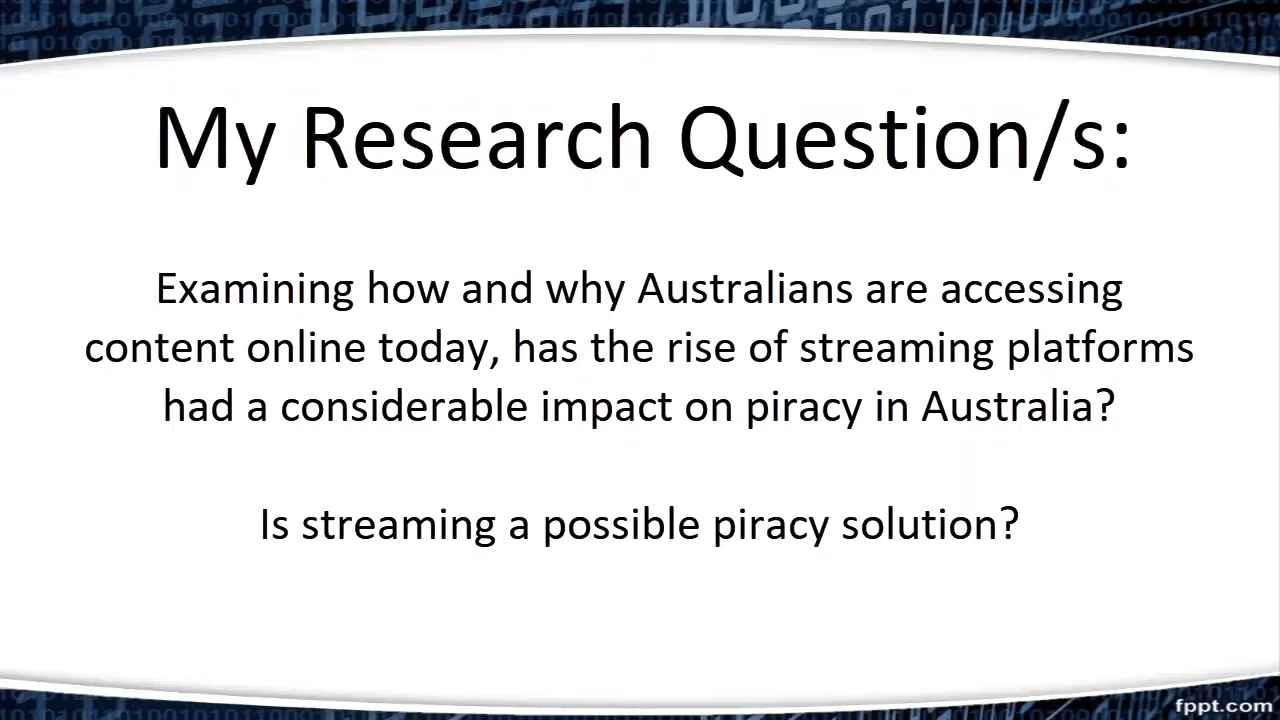 My Research Question/s:
Examining how and why Australians are accessing
content online today, has the rise of streaming platforms
had a considerable impact on piracy in Australia?
Is streaming a possible piracy solution?
fppt.com